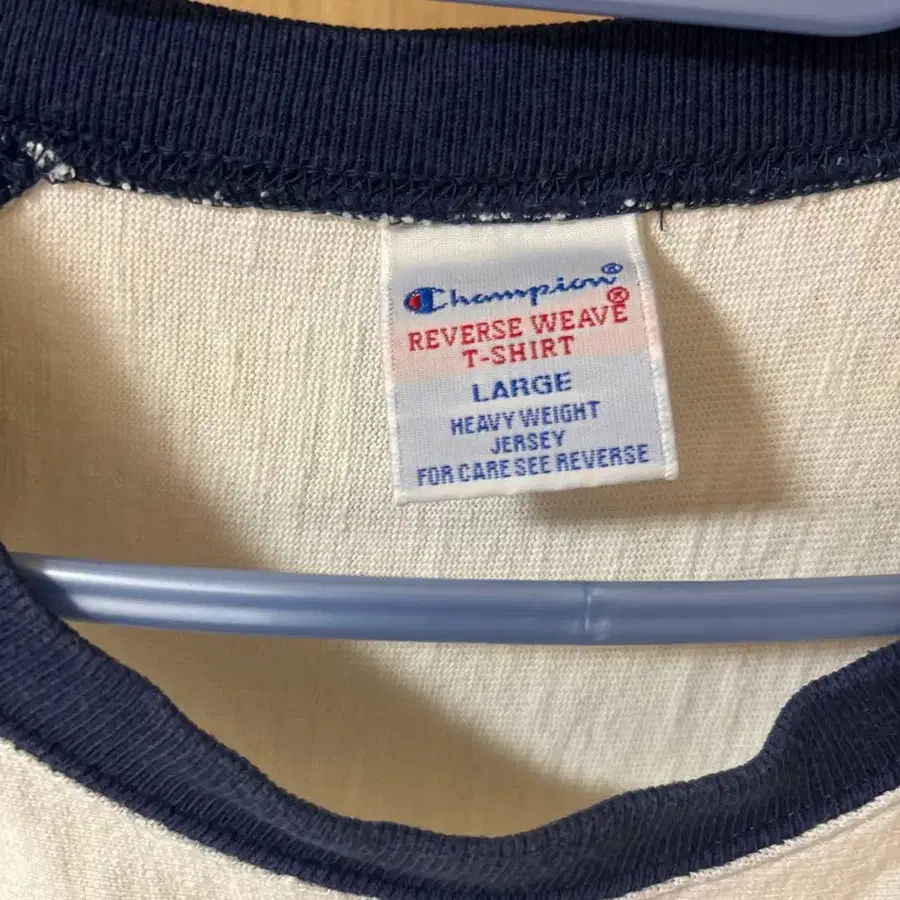 Champion®
REVERSE WEAVE®
T-SHIRT
LARGE
HEAVY WEIGHT
JERSEY
FOR CARE SEE REVERSE